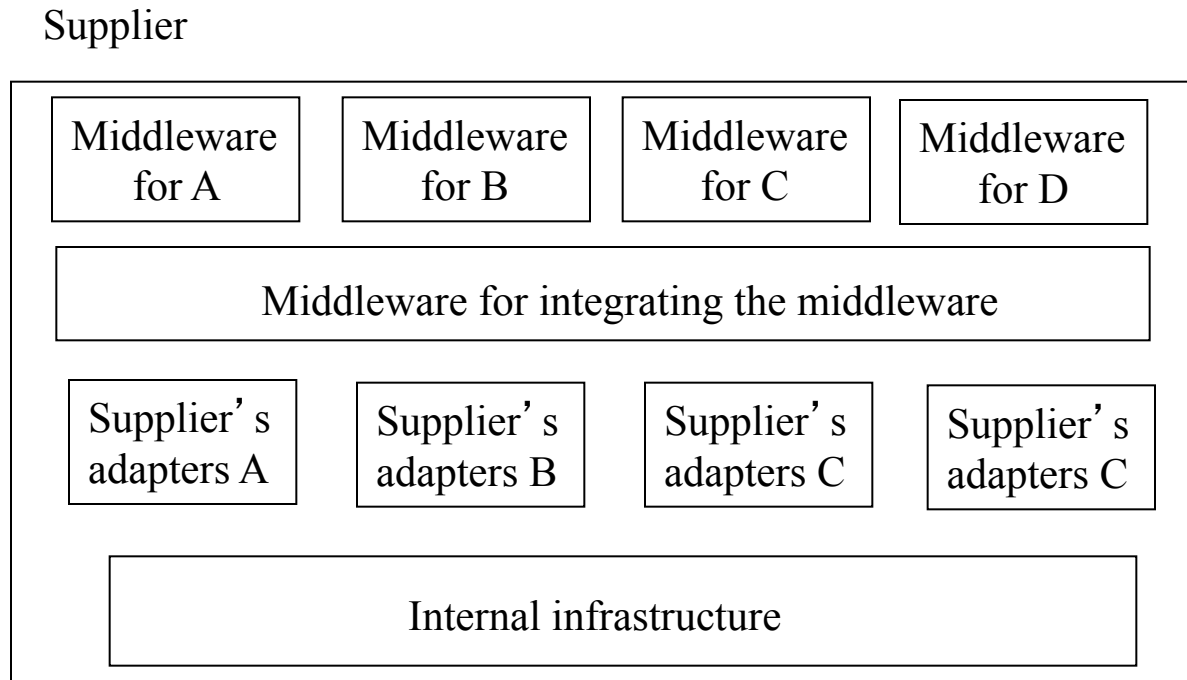 Supplier
Middleware
for A
Middleware
for B
Middleware
for C
Middleware
for D
Middleware for integrating the middleware
Supplier’s
adapters A
Supplier’s
adapters B
Supplier’s
adapters C
Supplier’s
adapters C
Internal infrastructure